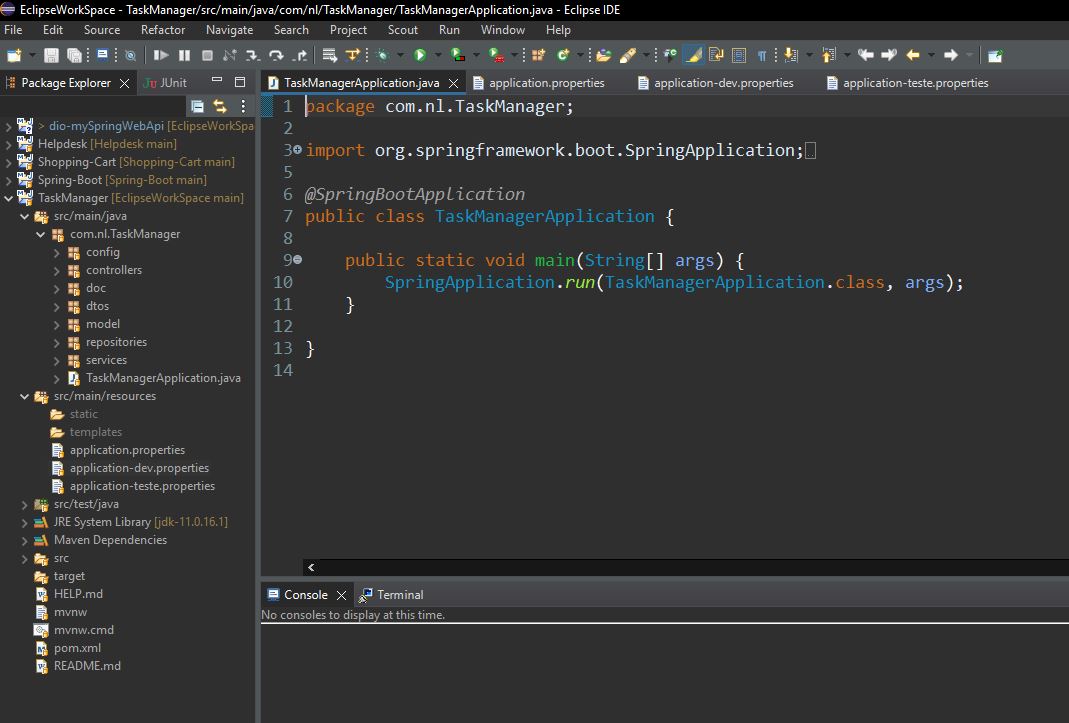 EclipseWorkSpace - TaskManager/src/main/java/com/nl/TaskManager/TaskManagerApplication.java - Eclipse IDE
File Edit Source Refactor Navigate Search Project Scout Run Window Help
Package Explorer JUnit
TaskManagerApplication.java application.properties application-dev.properties application-teste.properties
> dio-mySpringWebApi [EclipseWorkSpa
Helpdesk [Helpdesk main]
Shopping-Cart [Shopping-Cart main]
Spring-Boot [Spring-Boot main]
TaskManager [EclipseWorkSpace main]
src/main/java
com.nl.TaskManager
config
controllers
doc
dtos
model
repositories
services
TaskManagerApplication.java
src/main/resources
static
templates
application.properties
application-dev.properties
application-teste.properties
src/test/java
JRE System Library [jdk-11.0.16.1]
Maven Dependencies
src
target
HELP.md
mvnw
mvnw.cmd
pom.xml
README.md
1 package com.nl.TaskManager;
2
3 import org.springframework.boot.SpringApplication;
5
6 @SpringBootApplication
7 public class TaskManagerApplication {
8
9 public static void main(String[] args) {
10 SpringApplication.run(TaskManagerApplication.class, args);
11 }
12
13 }
14
Console Terminal
No consoles to display at this time.